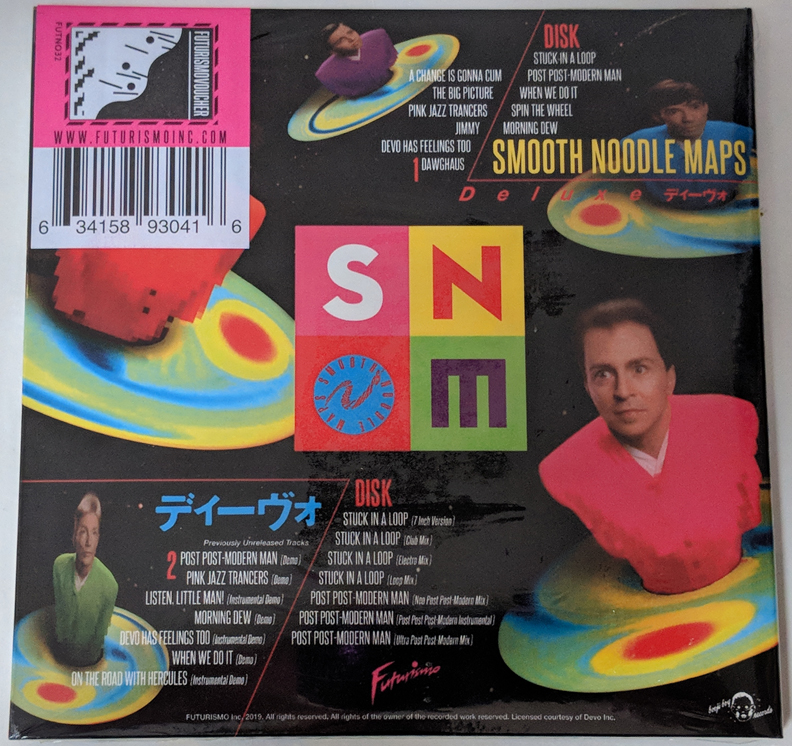 FUTNO32
FUTURISMOVOUCHER
WWW.FUTURISMOINC.COM
6 34158 93041 6
DISK
1
STUCK IN A LOOP
POST POST-MODERN MAN
WHEN WE DO IT
SPIN THE WHEEL
MORNING DEW
A CHANGE IS GONNA CUM
THE BIG PICTURE
PINK JAZZ TRANCERS
JIMMY
DEVO HAS FEELINGS TOO
DAWGHAUS
SMOOTH NOODLE MAPS
Deluxe ディーヴォ
S N
SMOOTH NOODLE MAPS
M
ディーヴォ
Previously Unreleased Tracks
DISK
2
POST POST-MODERN MAN (Demo)
PINK JAZZ TRANCERS (Demo)
LISTEN, LITTLE MAN! (Instrumental Demo)
MORNING DEW (Demo)
DEVO HAS FEELINGS TOO (Instrumental Demo)
WHEN WE DO IT (Demo)
ON THE ROAD WITH HERCULES (Instrumental Demo)
STUCK IN A LOOP (7 Inch Version)
STUCK IN A LOOP (Club Mix)
STUCK IN A LOOP (Electro Mix)
STUCK IN A LOOP (Loop Mix)
POST POST-MODERN MAN (Neo Post Post-Modern Mix)
POST POST-MODERN MAN (Post Post Post-Modern Instrumental)
POST POST-MODERN MAN (Ultra Post Post-Modern Mix)
Futurismo
FUTURISMO Inc. 2019. All rights reserved. All rights of the owner of the recorded work reserved. Licensed courtesy of Devo Inc.
booji boy records